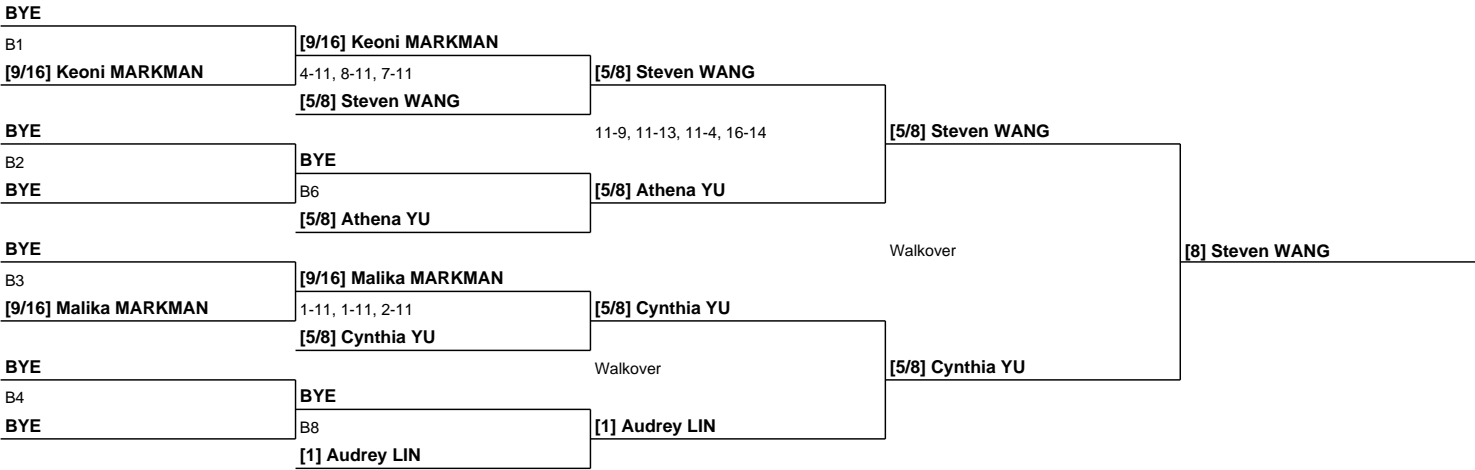 BYE
B1
[9/16] Keoni MARKMAN
[9/16] Keoni MARKMAN
4-11, 8-11, 7-11
[5/8] Steven WANG
[5/8] Steven WANG
BYE
B2
BYE
BYE
B6
[5/8] Athena YU
11-9, 11-13, 11-4, 16-14
[5/8] Athena YU
[5/8] Steven WANG
BYE
B3
[9/16] Malika MARKMAN
[9/16] Malika MARKMAN
1-11, 1-11, 2-11
[5/8] Cynthia YU
[5/8] Cynthia YU
BYE
B4
BYE
BYE
B8
[1] Audrey LIN
Walkover
[1] Audrey LIN
[5/8] Cynthia YU
Walkover
[8] Steven WANG